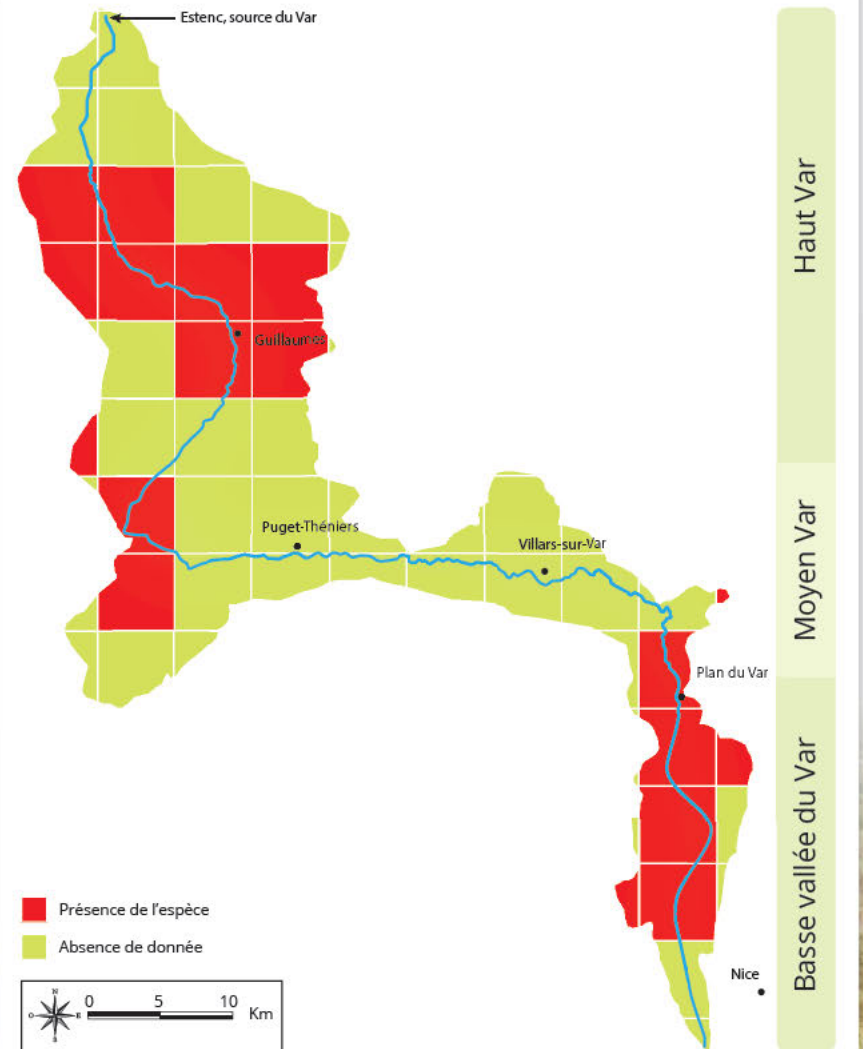 Estenc, source du Var
Haut Var
Guillaumes
Puget-Théniers
Villars-sur-Var
Moyen Var
Plan du Var
Basse vallée du Var
Présence de l'espèce
Absence de donnée
Nice
N
O
E
S
0 5 10 Km